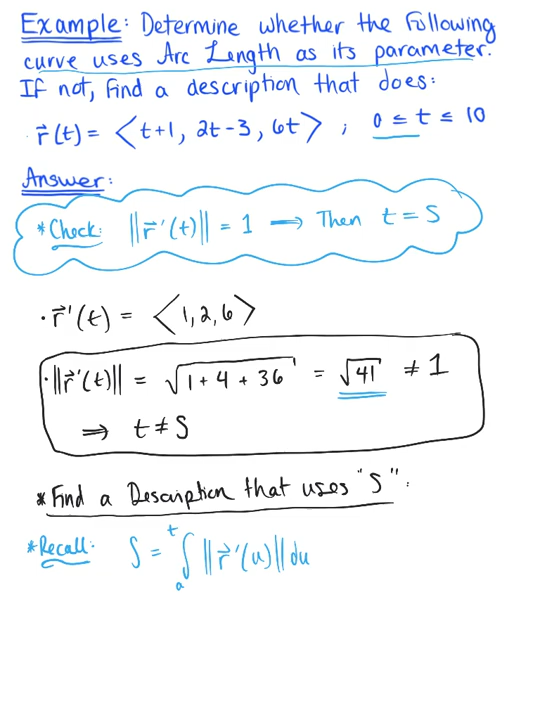 Example: Determine whether the following
curve uses Arc Length as its parameter.
If not, find a description that does:
r⃗(t) = <t+1, 2t-3, 6t> ; 0 ≤ t ≤ 10
Answer:
*Check: ||r⃗'(t)|| = 1 ⟶ Then t = S
• r⃗'(t) = <1,2,6>
• ||r⃗'(t)|| = √(1+4+36) = √41 ≠ 1
⟹ t ≠ S
*Find a Description that uses "S":
*Recall: S = ∫ₐᵗ ||r⃗'(u)|| du